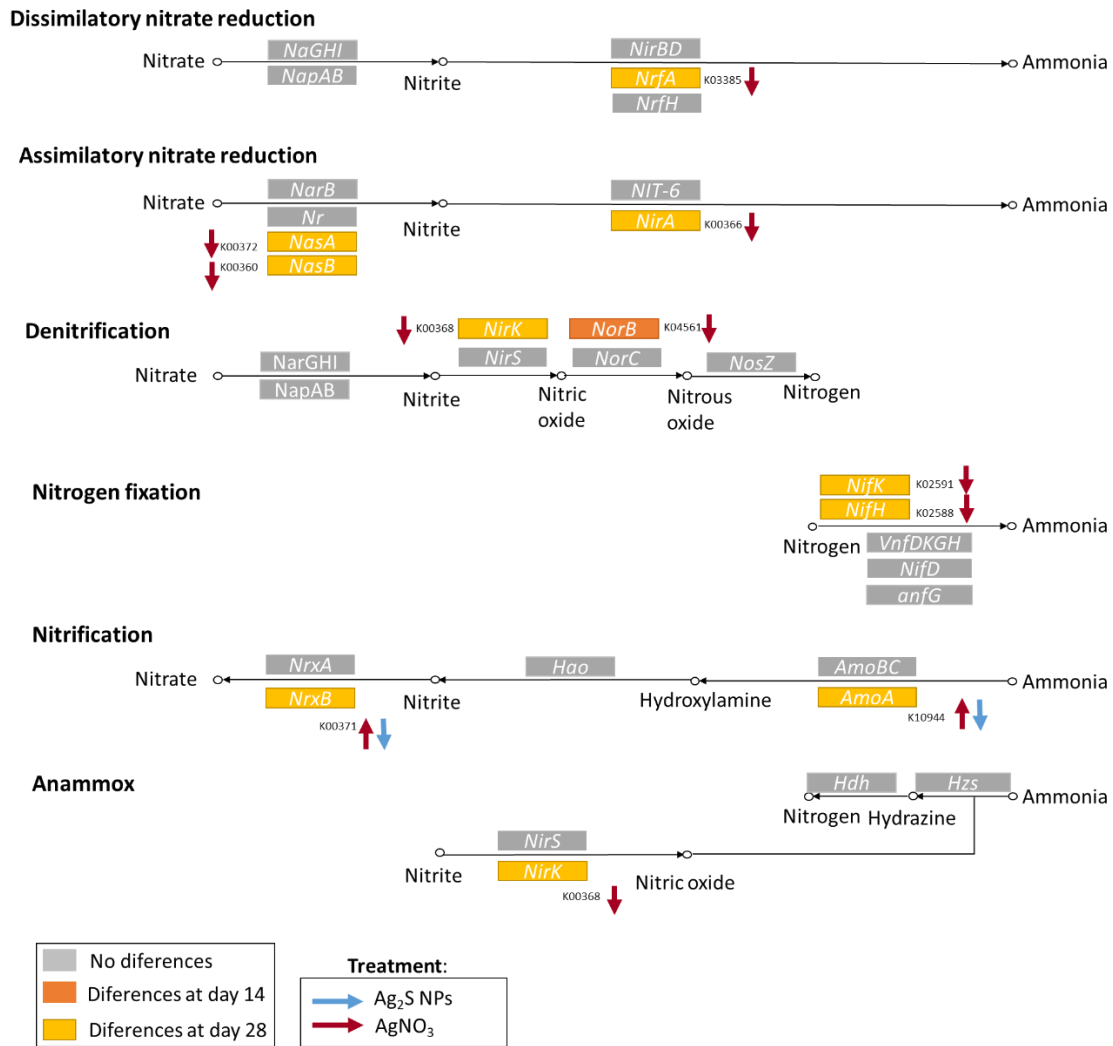 Dissimilatory nitrate reduction
NaGHI
NirBD
Nitrate
Ammonia
NapAB
Nitrite
NrfA
K03385
NrfH
Assimilatory nitrate reduction
NarB
NIT-6
Nitrate
Ammonia
Nr
Nitrite
NirA
K00366
K00372
NasA
K00360
NasB
Denitrification
K00368
NirK
NorB
K04561
NarGHI
NirS
NorC
NosZ
Nitrate
NapAB
Nitrite
Nitric
oxide
Nitrous
oxide
Nitrogen
Nitrogen fixation
NifK
K02591
NifH
K02588
Nitrogen
Ammonia
VnfDKGH
NifD
anfG
Nitrification
NrxA
Hao
AmoBC
Nitrate
Ammonia
NrxB
Nitrite
Hydroxylamine
AmoA
K00371
K10944
Anammox
Hdh
Hzs
Ammonia
Nitrogen
Hydrazine
NirS
Nitrite
NirK
Nitric oxide
K00368
No diferences
Diferences at day 14
Diferences at day 28
Treatment:
Ag₂S NPs
AgNO₃